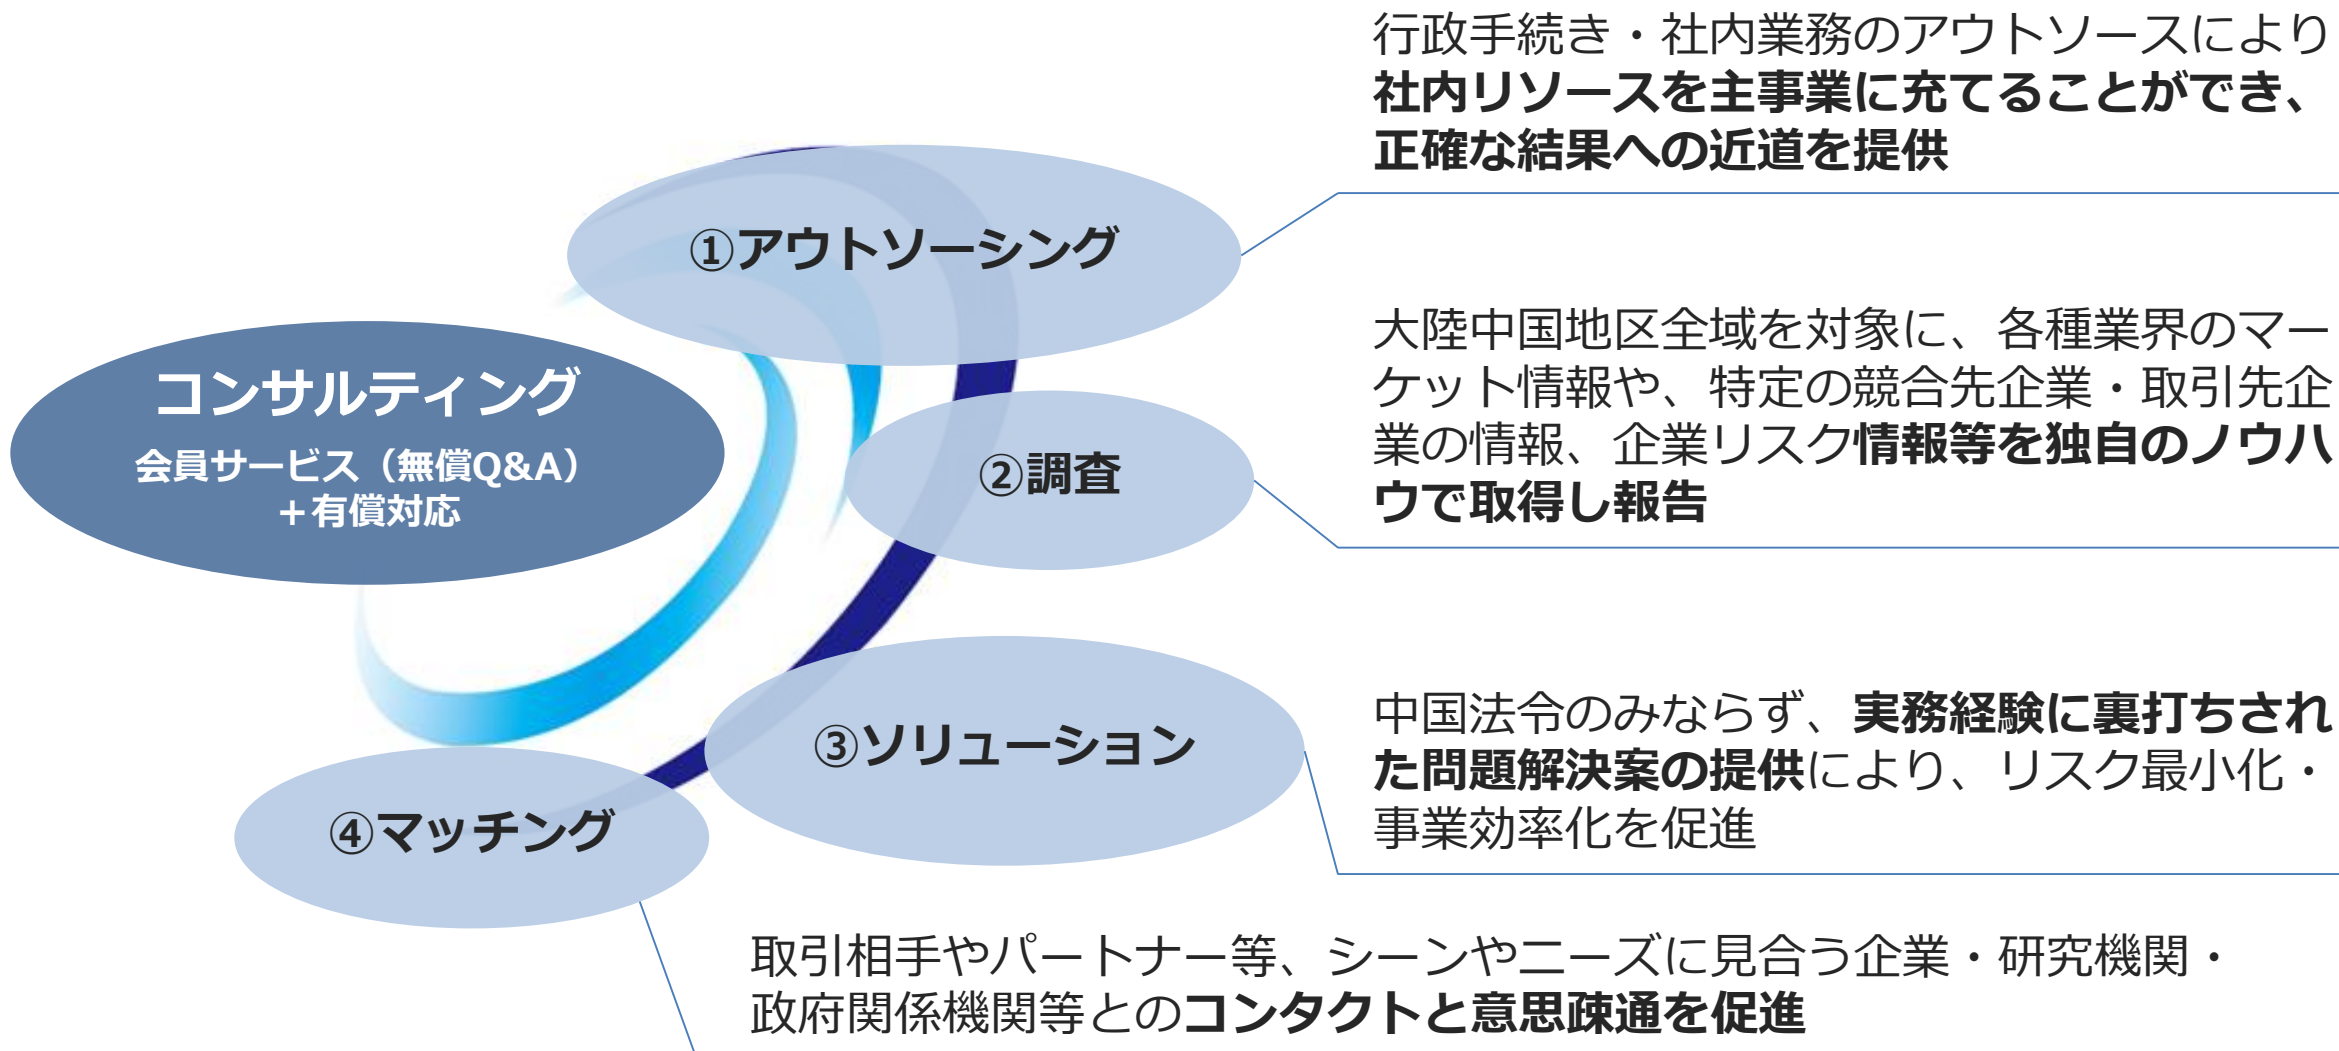 行政手続き・社内業務のアウトソースにより
社内リソースを主事業に充てることができ、
正確な結果への近道を提供
①アウトソーシング
大陸中国地区全域を対象に、各種業界のマー
ケット情報や、特定の競合先企業・取引先企
業の情報、企業リスク情報等を独自のノウハ
ウで取得し報告
コンサルティング
会員サービス（無償Q&A）
＋有償対応
②調査
中国法令のみならず、実務経験に裏打ちされ
た問題解決案の提供により、リスク最小化・
事業効率化を促進
③ソリューション
④マッチング
取引相手やパートナー等、シーンやニーズに見合う企業・研究機関・
政府関係機関等とのコンタクトと意思疎通を促進